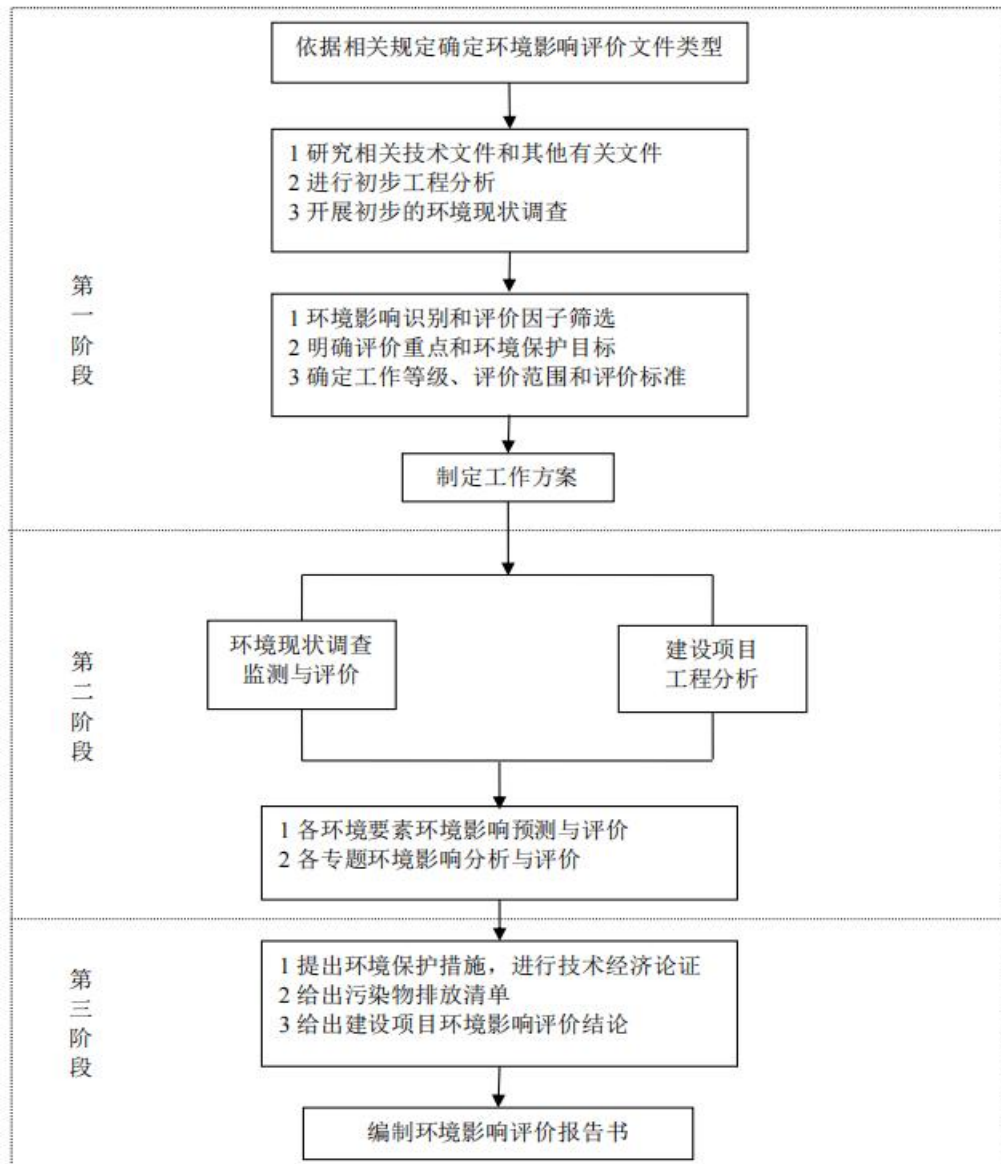 依据相关规定确定环境影响评价文件类型
1 研究相关技术文件和其他有关文件
2 进行初步工程分析
3 开展初步的环境现状调查
第一阶段
1 环境影响识别和评价因子筛选
2 明确评价重点和环境保护目标
3 确定工作等级、评价范围和评价标准
制定工作方案
环境现状调查
监测与评价
建设项目
工程分析
第二阶段
1 各环境要素环境影响预测与评价
2 各专题环境影响分析与评价
第三阶段
1 提出环境保护措施，进行技术经济论证
2 给出污染物排放清单
3 给出建设项目环境影响评价结论
编制环境影响评价报告书